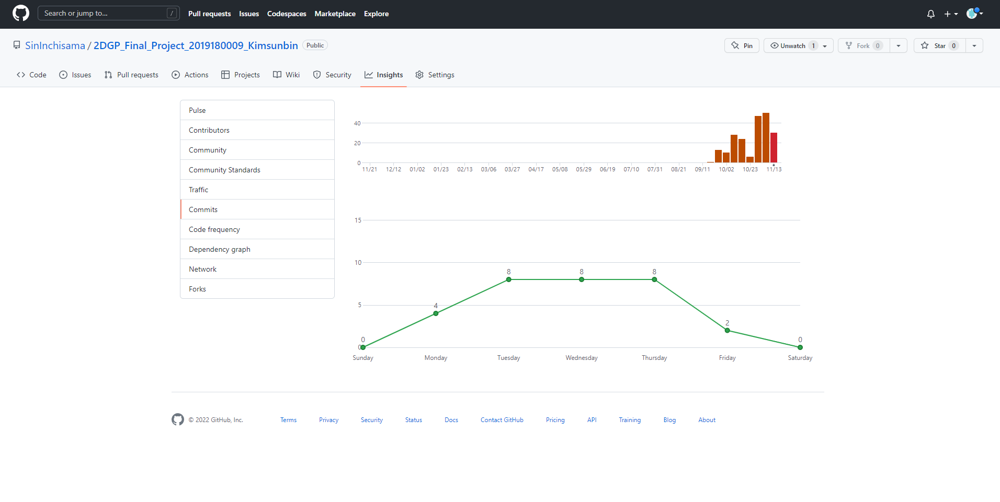 Search or jump to... /
Pull requests Issues Codespaces Marketplace Explore
SinInchisama / 2DGP_Final_Project_2019180009_Kimsunbin Public
Pin Unwatch 1 Fork 0 Star 0
Code Issues Pull requests Actions Projects Wiki Security Insights Settings
Pulse
Contributors
Community
Community Standards
Traffic
Commits
Code frequency
Dependency graph
Network
Forks
40
20
0
11/21 12/12 01/02 01/23 02/13 03/06 03/27 04/17 05/08 05/29 06/19 07/10 07/31 08/21 09/11 10/02 10/23 11/13
15
10
8 8 8
5
4
2
0 0
0
Sunday Monday Tuesday Wednesday Thursday Friday Saturday
© 2022 GitHub, Inc. Terms Privacy Security Status Docs Contact GitHub Pricing API Training Blog About